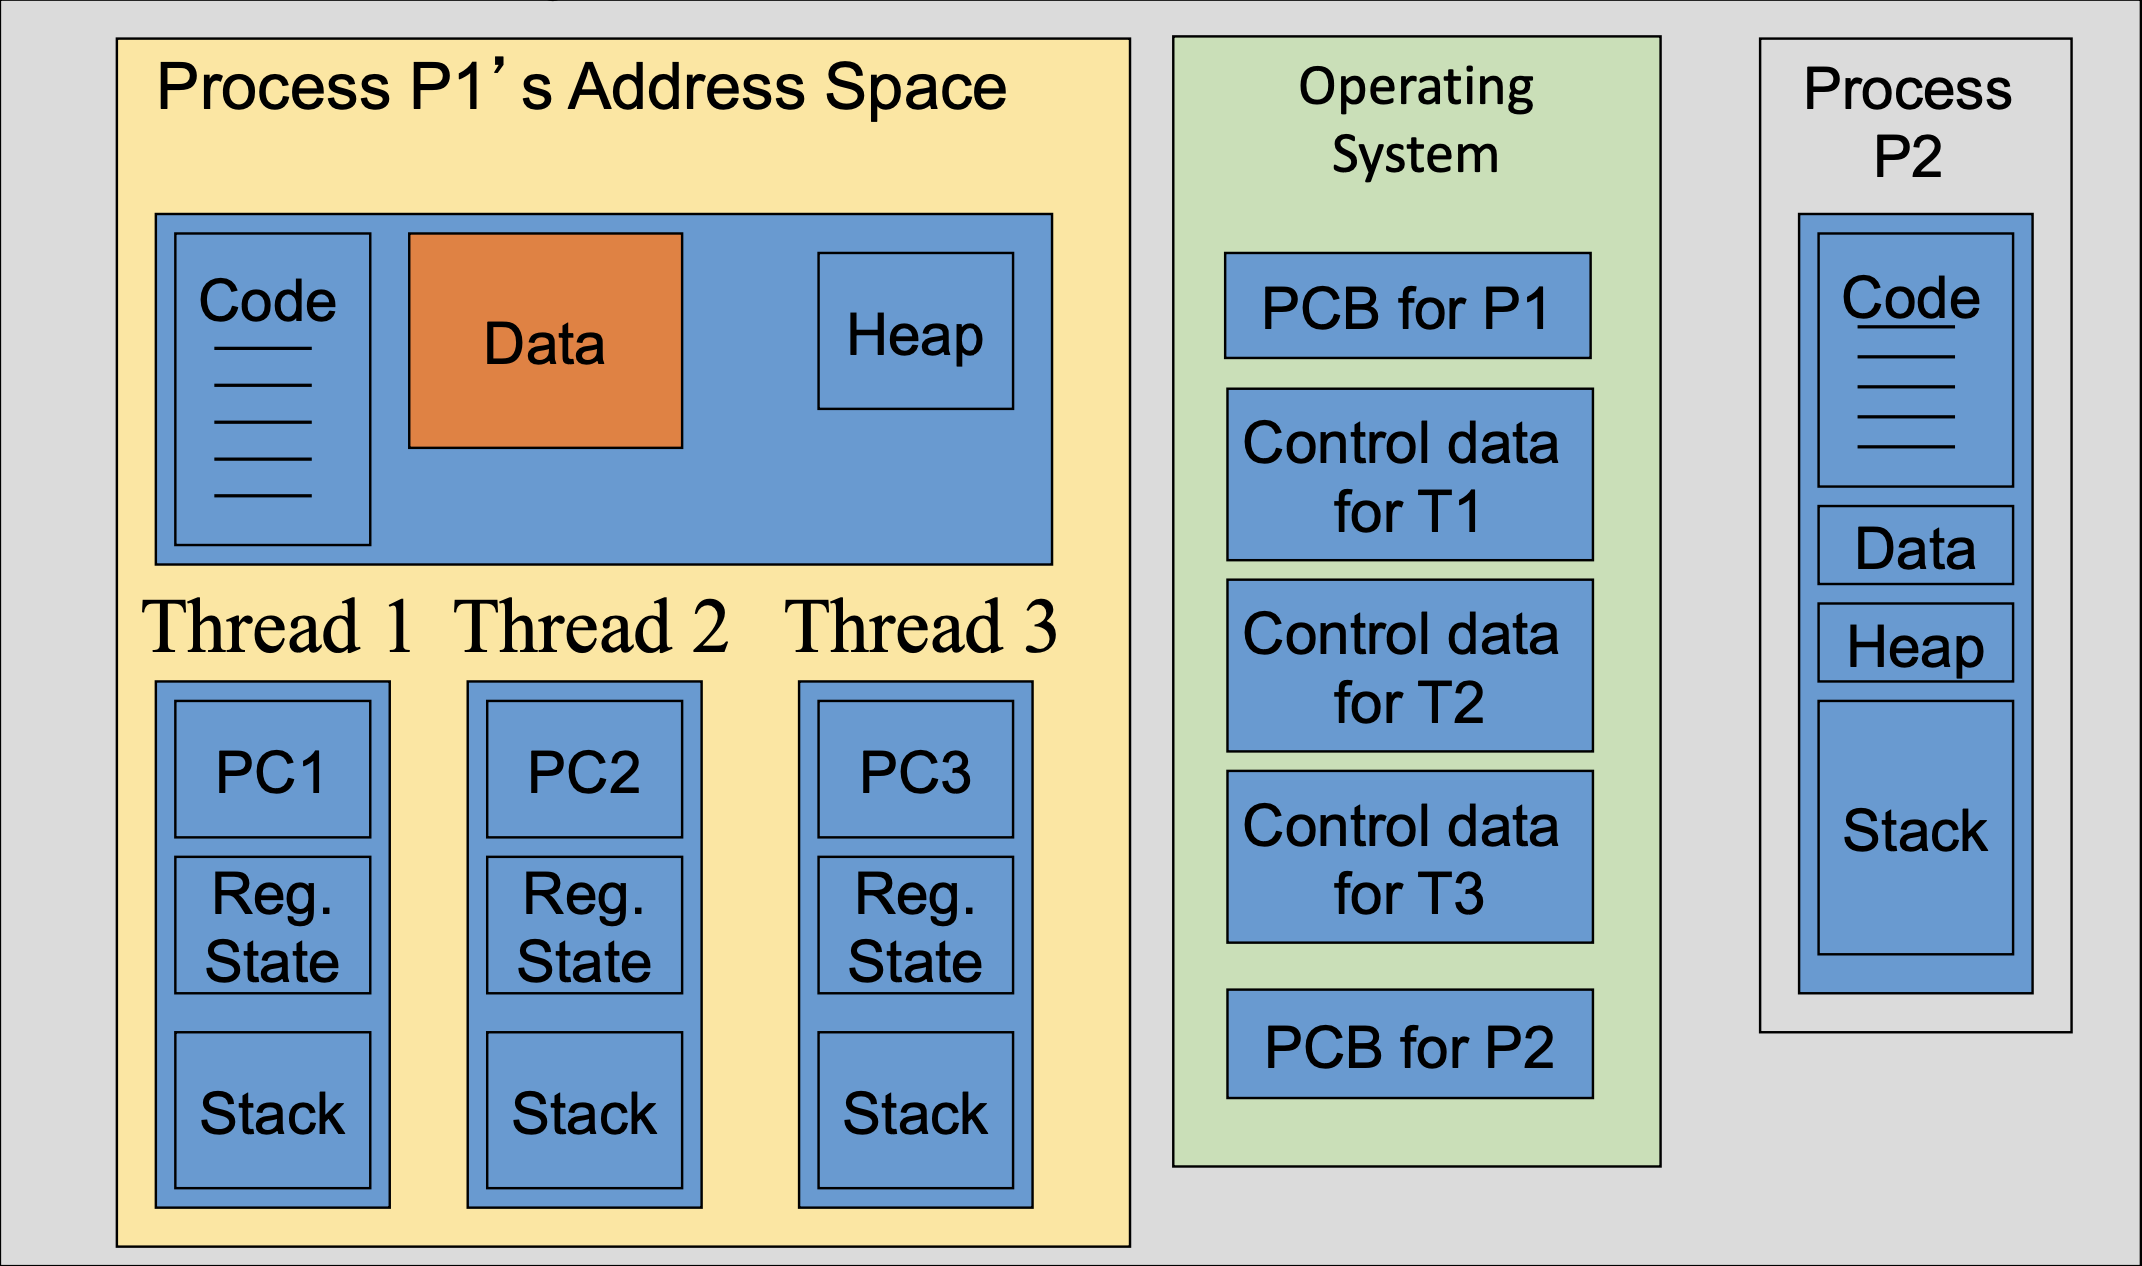 Process P1’s Address Space
Code
Data
Heap
Thread 1
Thread 2
Thread 3
PC1
Reg.
State
Stack
PC2
Reg.
State
Stack
PC3
Reg.
State
Stack
Operating
System
PCB for P1
Control data
for T1
Control data
for T2
Control data
for T3
PCB for P2
Process
P2
Code
Data
Heap
Stack